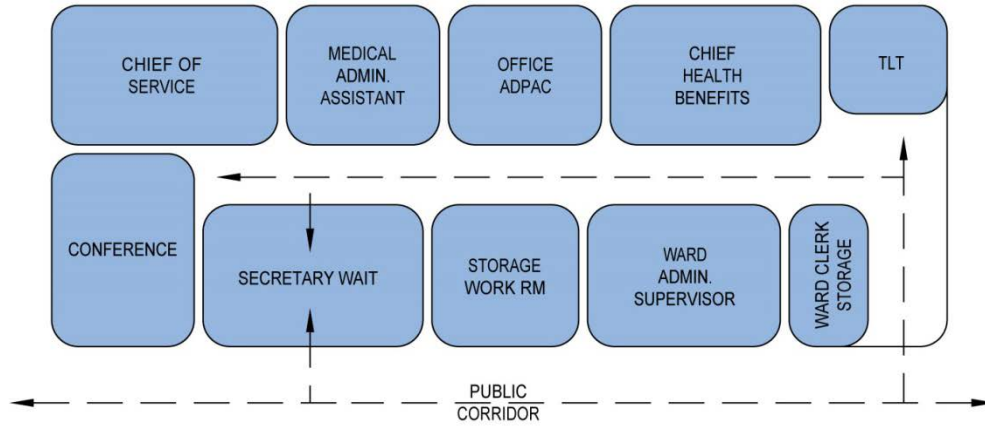 CHIEF OF
SERVICE
MEDICAL
ADMIN.
ASSISTANT
OFFICE
ADPAC
CHIEF
HEALTH
BENEFITS
TLT
CONFERENCE
SECRETARY WAIT
STORAGE
WORK RM
WARD
ADMIN.
SUPERVISOR
WARD CLERK
STORAGE
PUBLIC
CORRIDOR